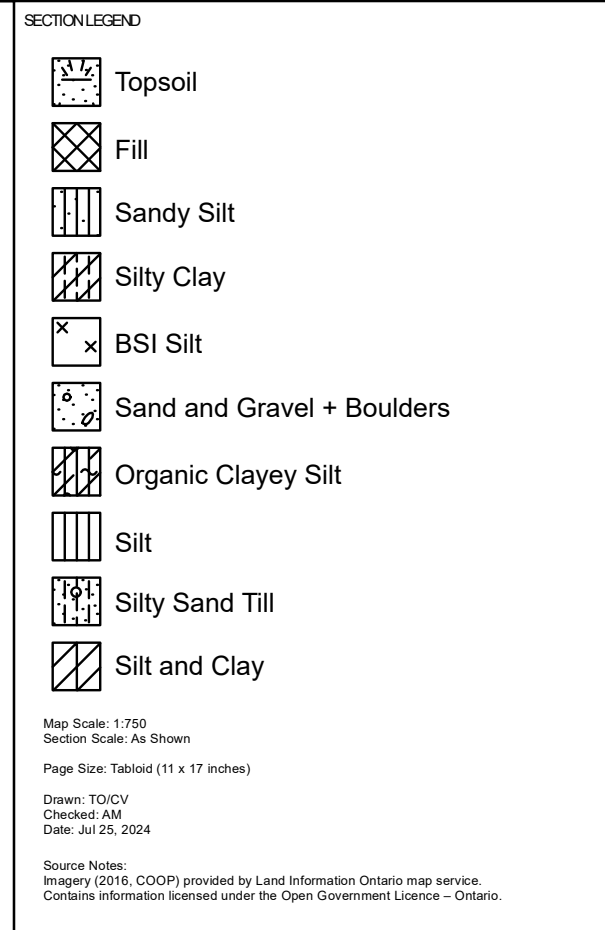 SECTION LEGEND
Topsoil
Fill
Sandy Silt
Silty Clay
BSI Silt
Sand and Gravel + Boulders
Organic Clayey Silt
Silt
Silty Sand Till
Silt and Clay
Map Scale: 1:750
Section Scale: As Shown
Page Size: Tabloid (11 x 17 inches)
Drawn: TO/CV
Checked: AM
Date: Jul 25, 2024
Source Notes:
Imagery (2016, COOP) provided by Land Information Ontario map service.
Contains information licensed under the Open Government Licence – Ontario.